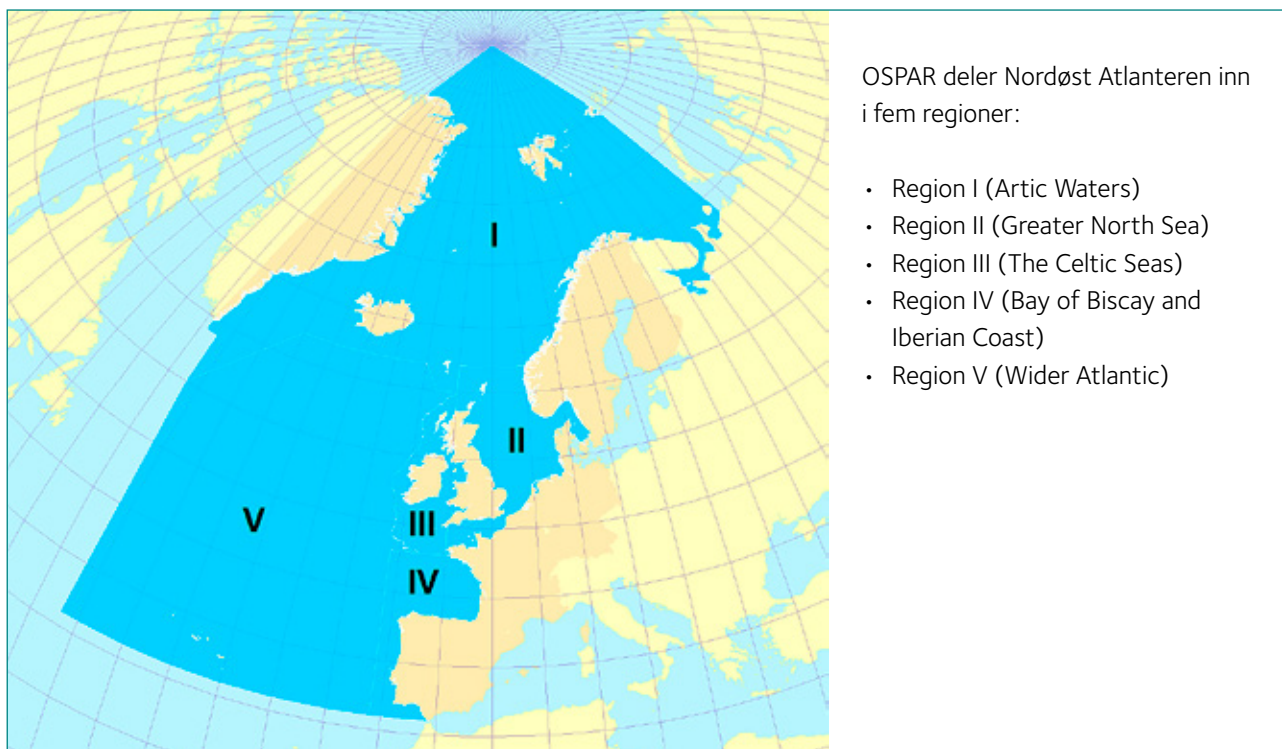 OSPAR deler Nordøst Atlanteren inn
i fem regioner:
• Region I (Artic Waters)
• Region II (Greater North Sea)
• Region III (The Celtic Seas)
• Region IV (Bay of Biscay and
Iberian Coast)
• Region V (Wider Atlantic)
I
II
III
IV
V